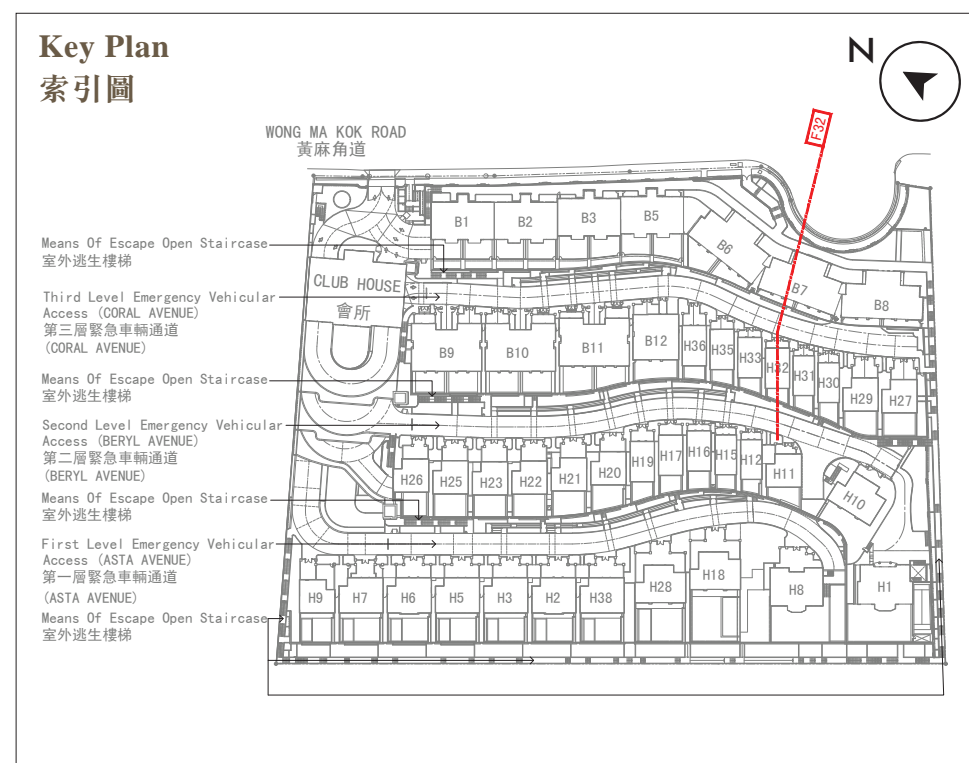 Key Plan
索引圖
N
F32
WONG MA KOK ROAD
黃麻角道
B1
B2
B3
B5
B6
B7
B8
Means Of Escape Open Staircase
室外逃生樓梯
CLUB HOUSE
會所
Third Level Emergency Vehicular
Access (CORAL AVENUE)
第三層緊急車輛通道
(CORAL AVENUE)
B9
B10
B11
B12
H36
H35
H33
H32
H31
H30
H29
H27
Means Of Escape Open Staircase
室外逃生樓梯
Second Level Emergency Vehicular
Access (BERYL AVENUE)
第二層緊急車輛通道
(BERYL AVENUE)
H26
H25
H23
H22
H21
H20
H19
H17
H16
H15
H12
H11
H10
Means Of Escape Open Staircase
室外逃生樓梯
First Level Emergency Vehicular
Access (ASTA AVENUE)
第一層緊急車輛通道
(ASTA AVENUE)
H9
H7
H6
H5
H3
H2
H38
H28
H18
H8
H1
Means Of Escape Open Staircase
室外逃生樓梯